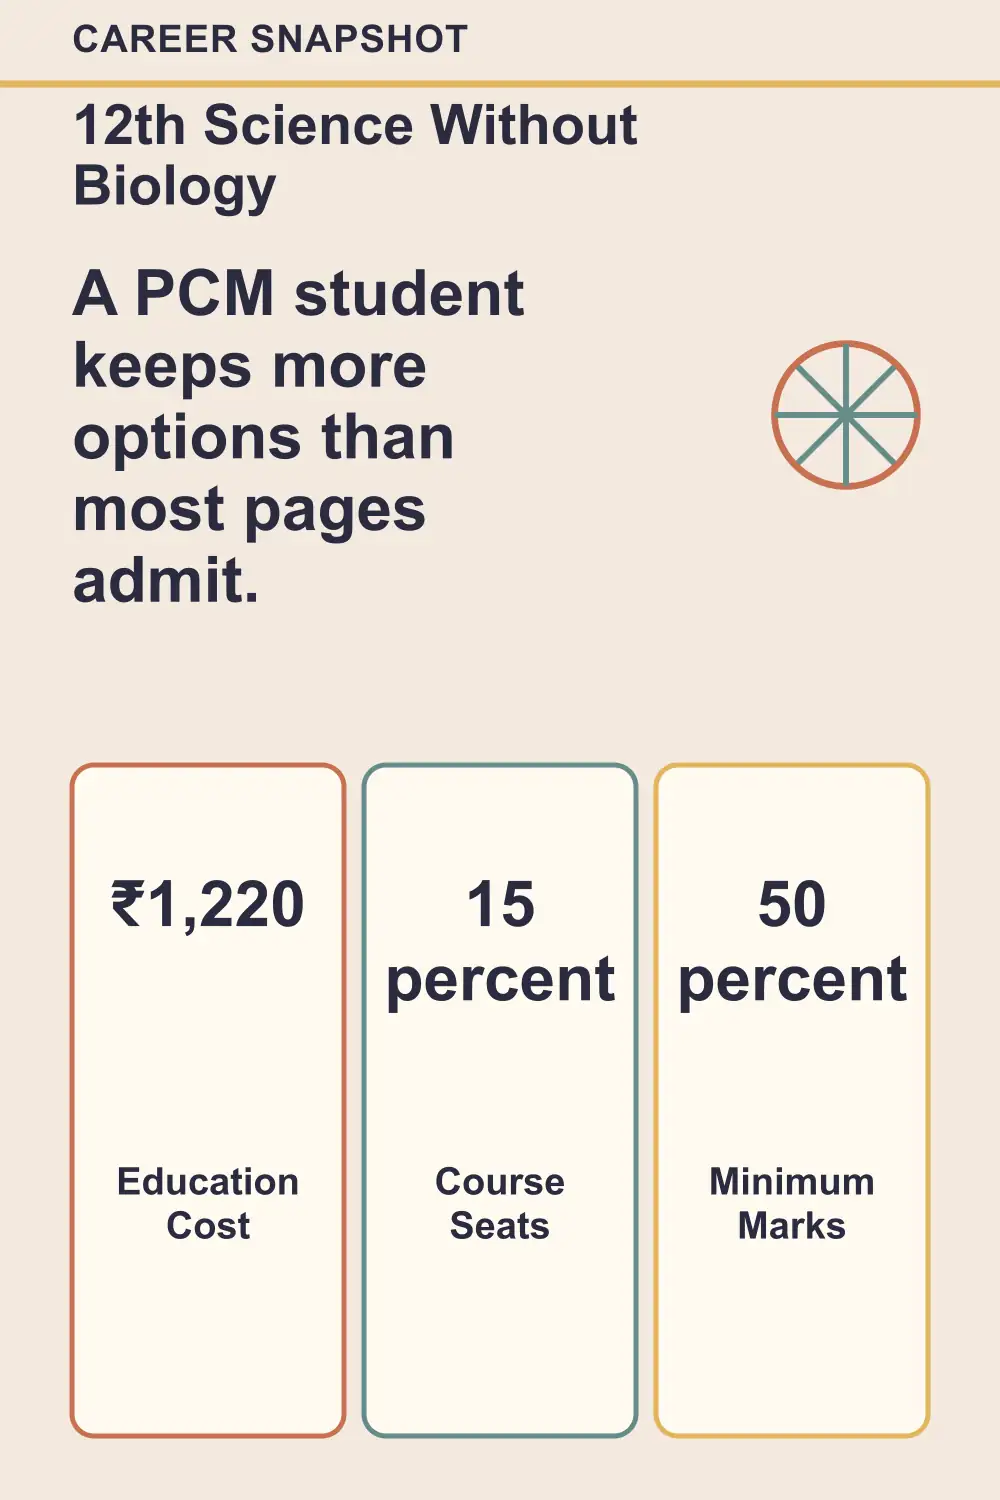 CAREER SNAPSHOT
12th Science Without
Biology
A PCM student
keeps more
options than
most pages
admit.
₹1,220
Education
Cost
15
percent
Course
Seats
50
percent
Minimum
Marks